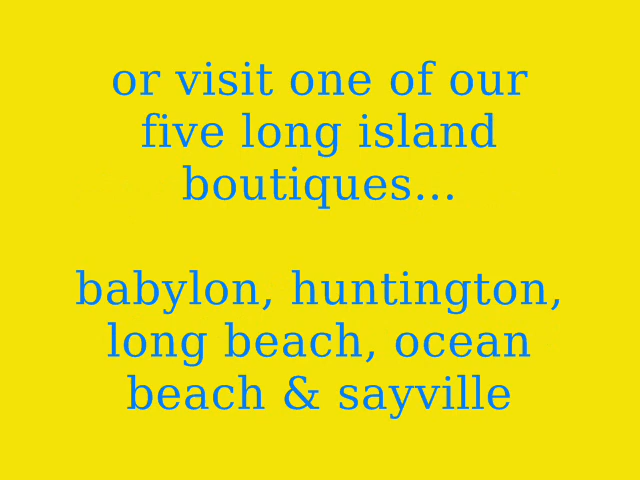 or visit one of our
five long island
boutiques...
babylon, huntington,
long beach, ocean
beach & sayville